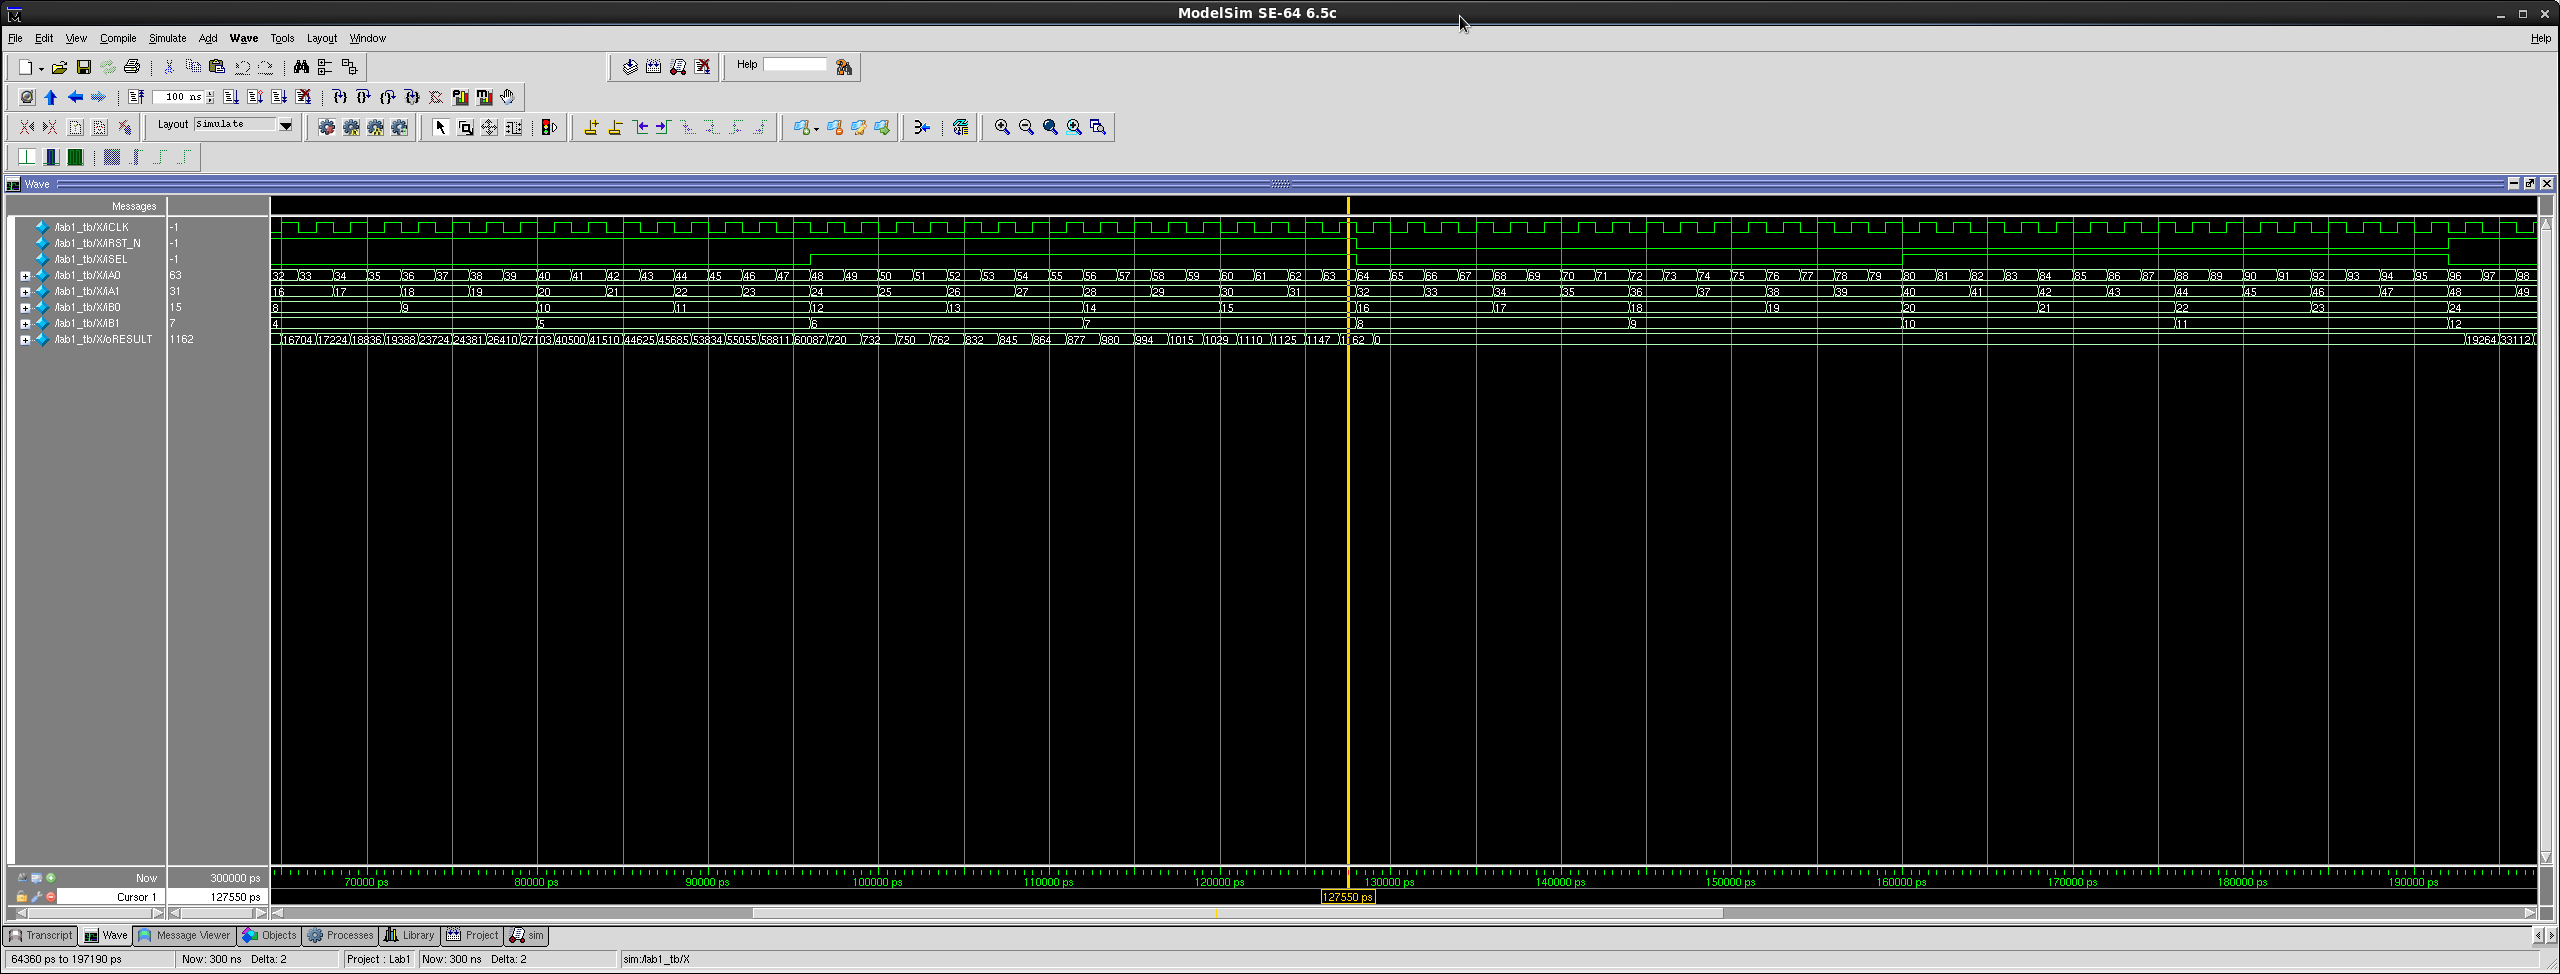 ModelSim SE-64 6.5c
File Edit View Compile Simulate Add Wave Tools Layout Window Help
Help
100 ns
Layout Simulate
Wave
Messages
/lab1_tb/X/iCLK -1
/lab1_tb/X/iRST_N -1
/lab1_tb/X/iSEL -1
/lab1_tb/X/iA0 63 32 33 34 35 36 37 38 39 40 41 42 43 44 45 46 47 48 49 50 51 52 53 54 55 56 57 58 59 60 61 62 63 64 65 66 67 68 69 70 71 72 73 74 75 76 77 78 79 80 81 82 83 84 85 86 87 88 89 90 91 92 93 94 95 96 97 98
/lab1_tb/X/iA1 31 16 17 18 19 20 21 22 23 24 25 26 27 28 29 30 31 32 33 34 35 36 37 38 39 40 41 42 43 44 45 46 47 48 49
/lab1_tb/X/iB0 15 8 9 10 11 12 13 14 15 16 17 18 19 20 21 22 23 24
/lab1_tb/X/iB1 7 4 5 6 7 8 9 10 11 12
/lab1_tb/X/oRESULT 1162 16704 17224 18836 19388 23724 24381 26410 27103 40500 41510 44625 45685 53834 55055 58811 60087 720 732 750 762 832 845 864 877 980 994 1015 1029 1110 1125 1147 1162 0 19264 33112
Now 300000 ps 70000 ps 80000 ps 90000 ps 100000 ps 110000 ps 120000 ps 130000 ps 140000 ps 150000 ps 160000 ps 170000 ps 180000 ps 190000 ps
Cursor 1 127550 ps 127550 ps
Transcript Wave Message Viewer Objects Processes Library Project sim
64360 ps to 197190 ps Now: 300 ns Delta: 2 Project : Lab1 Now: 300 ns Delta: 2 sim:/lab1_tb/X